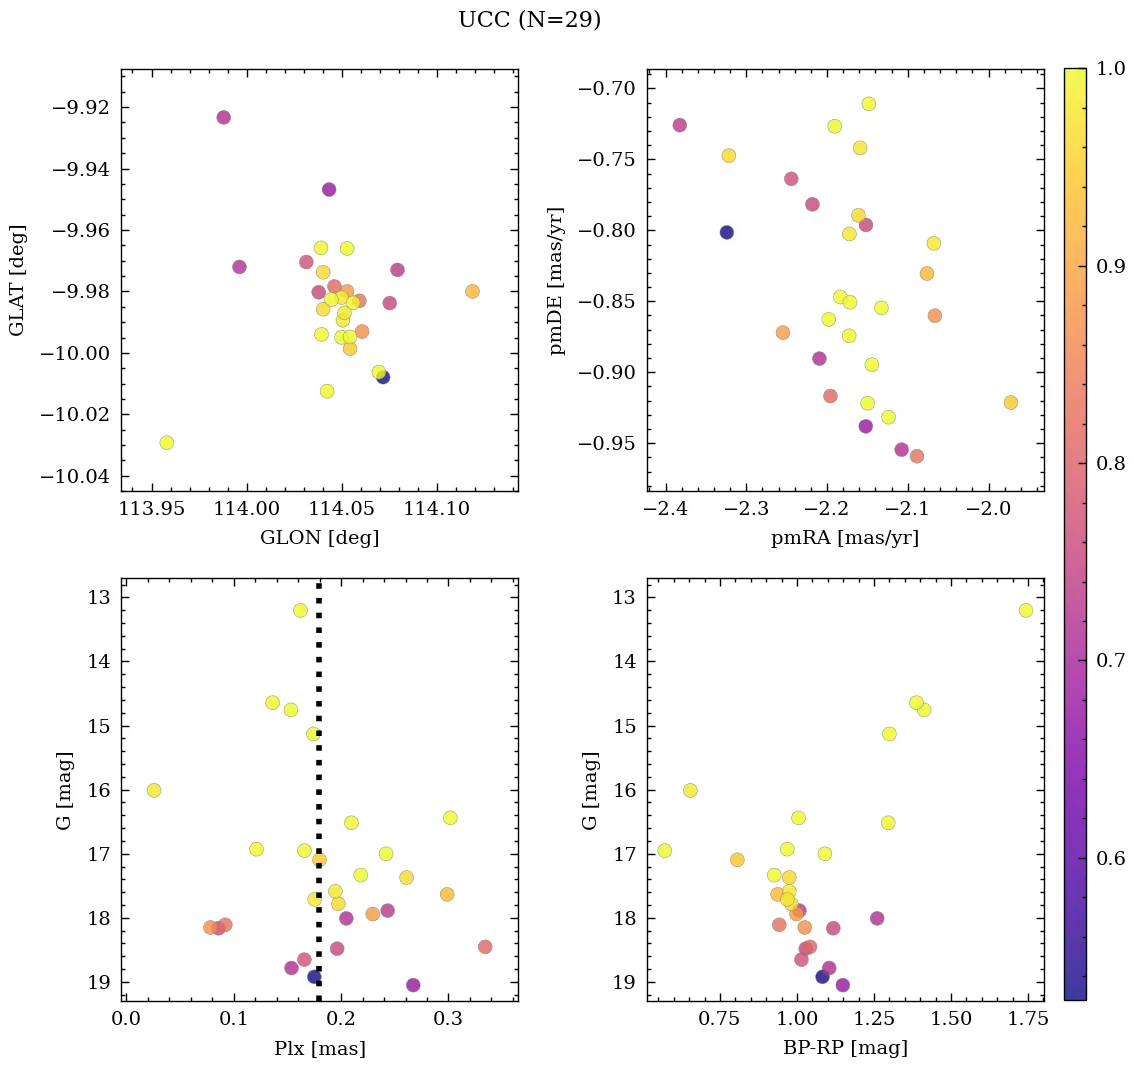 UCC (N=29)
−9.92
−9.94
−9.96
−9.98
−10.00
−10.02
−10.04
GLAT [deg]
113.95 114.00 114.05 114.10
GLON [deg]
−0.70
−0.75
−0.80
−0.85
−0.90
−0.95
pmDE [mas/yr]
−2.4 −2.3 −2.2 −2.1 −2.0
pmRA [mas/yr]
13
14
15
16
17
18
19
G [mag]
0.0 0.1 0.2 0.3
Plx [mas]
13
14
15
16
17
18
19
G [mag]
0.75 1.00 1.25 1.50 1.75
BP-RP [mag]
1.0
0.9
0.8
0.7
0.6